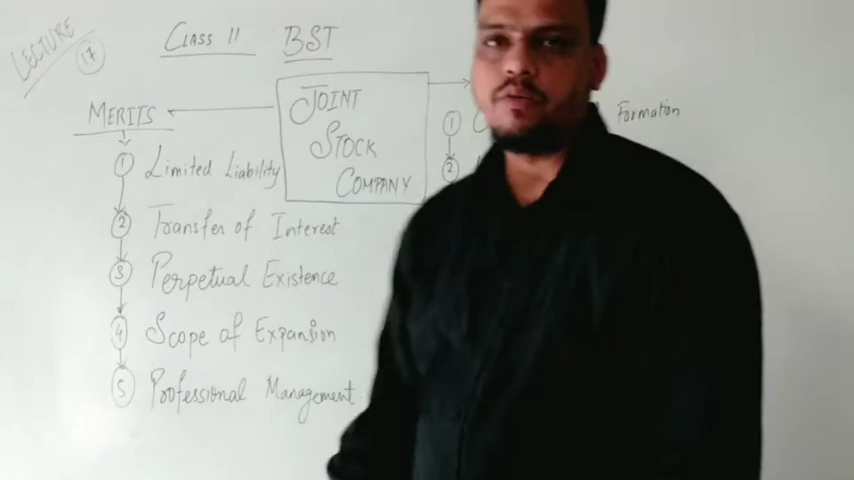 LECTURE
17
CLASS 11 BST
MERITS
JOINT
STOCK
COMPANY
1 Limited Liability
2 Transfer of Interest
3 Perpetual Existence
4 Scope of Expansion
5 Professional Management
1 Formation
2